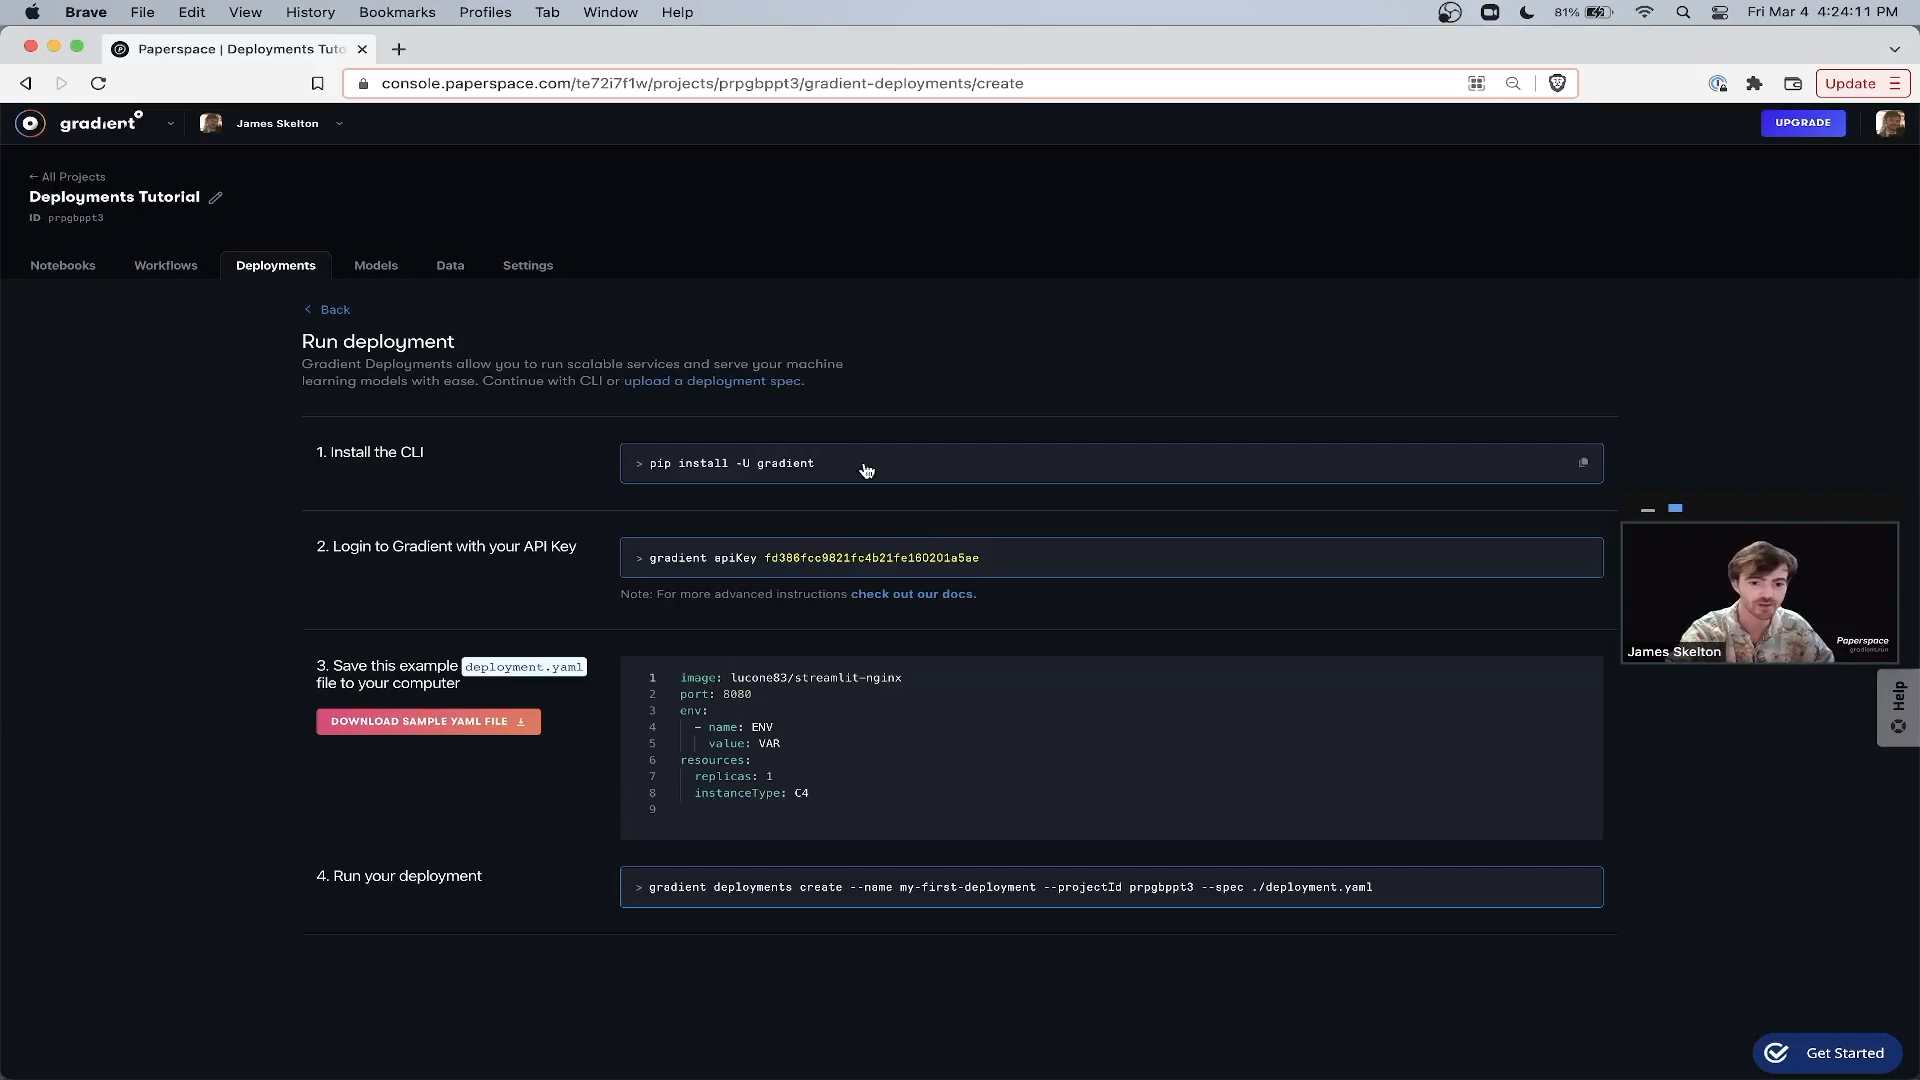 Brave File Edit View History Bookmarks Profiles Tab Window Help 81% Fri Mar 4 4:24:11 PM
Paperspace | Deployments Tuto
console.paperspace.com/te72i7f1w/projects/prpgbppt3/gradient-deployments/create Update
gradient James Skelton UPGRADE
← All Projects
Deployments Tutorial
ID prpgbppt3
Notebooks Workflows Deployments Models Data Settings
Back
Run deployment
Gradient Deployments allow you to run scalable services and serve your machine
learning models with ease. Continue with CLI or upload a deployment spec.
1. Install the CLI
> pip install -U gradient
2. Login to Gradient with your API Key
> gradient apiKey fd386fcc9821fc4b21fe160201a5ae
Note: For more advanced instructions check out our docs.
3. Save this example deployment.yaml
file to your computer
DOWNLOAD SAMPLE YAML FILE
1 image: lucone83/streamlit-nginx
2 port: 8080
3 env:
4 - name: ENV
5 value: VAR
6 resources:
7 replicas: 1
8 instanceType: C4
9
4. Run your deployment
> gradient deployments create --name my-first-deployment --projectId prpgbppt3 --spec ./deployment.yaml
Paperspace
gradient.run
James Skelton
Help
Get Started